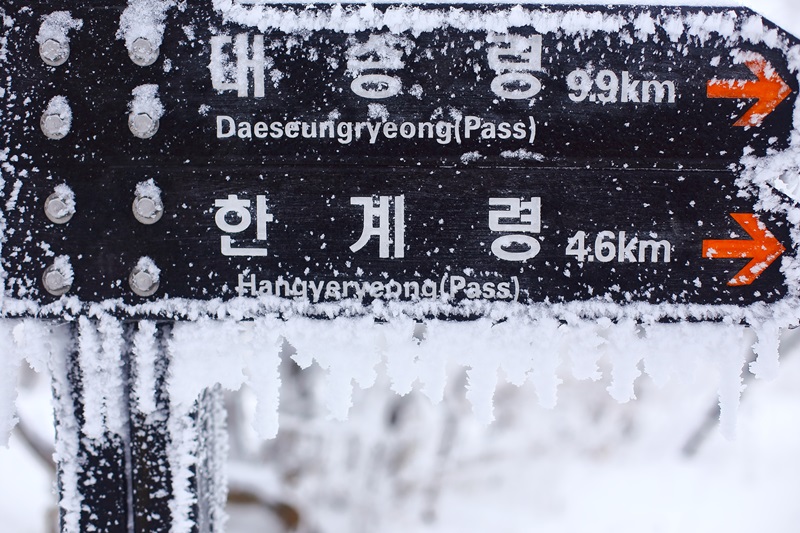 대승령 9.9km
Daeseungryeong(Pass)
한계령 4.6km
Hangyeryeong(Pass)